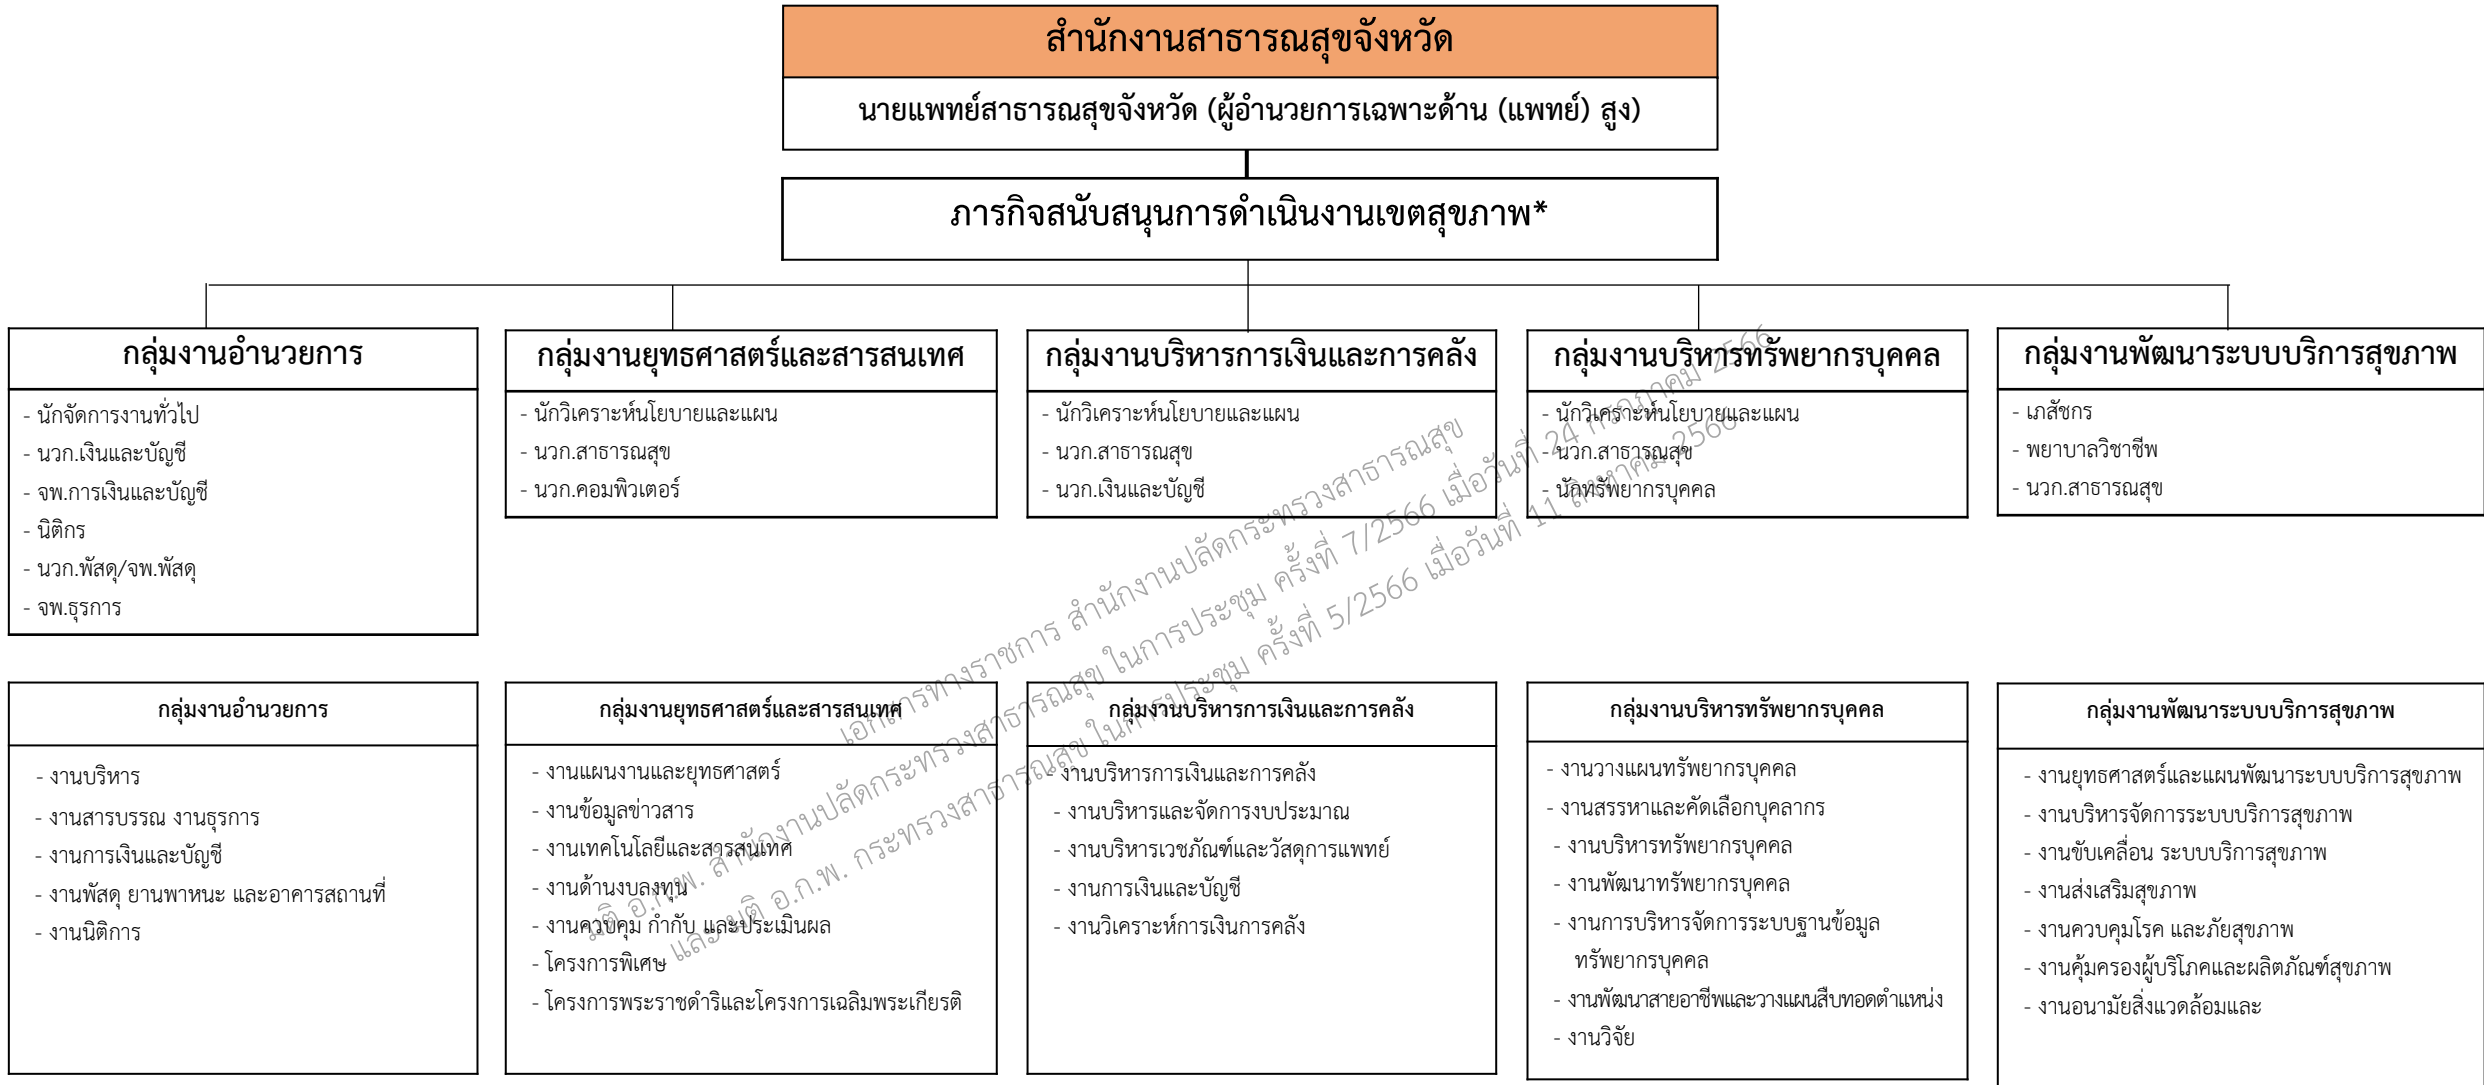 สำนักงานสาธารณสุขจังหวัด
นายแพทย์สาธารณสุขจังหวัด (ผู้อำนวยการเฉพาะด้าน (แพทย์) สูง)
ภารกิจสนับสนุนการดำเนินงานเขตสุขภาพ*
กลุ่มงานอำนวยการ
- นักจัดการงานทั่วไป
- นวก.เงินและบัญชี
- จพ.การเงินและบัญชี
- นิติกร
- นวก.พัสดุ/จพ.พัสดุ
- จพ.ธุรการ
กลุ่มงานยุทธศาสตร์และสารสนเทศ
- นักวิเคราะห์นโยบายและแผน
- นวก.สาธารณสุข
- นวก.คอมพิวเตอร์
กลุ่มงานบริหารการเงินและการคลัง
- นักวิเคราะห์นโยบายและแผน
- นวก.สาธารณสุข
- นวก.เงินและบัญชี
กลุ่มงานบริหารทรัพยากรบุคคล
- นักวิเคราะห์นโยบายและแผน
- นวก.สาธารณสุข
- นักทรัพยากรบุคคล
กลุ่มงานพัฒนาระบบบริการสุขภาพ
- เภสัชกร
- พยาบาลวิชาชีพ
- นวก.สาธารณสุข
กลุ่มงานอำนวยการ
- งานบริหาร
- งานสารบรรณ งานธุรการ
- งานการเงินและบัญชี
- งานพัสดุ ยานพาหนะ และอาคารสถานที่
- งานนิติการ
กลุ่มงานยุทธศาสตร์และสารสนเทศ
- งานแผนงานและยุทธศาสตร์
- งานข้อมูลข่าวสาร
- งานเทคโนโลยีและสารสนเทศ
- งานด้านงบลงทุน
- งานควบคุม กำกับ และประเมินผล
- โครงการพิเศษ
- โครงการพระราชดำริและโครงการเฉลิมพระเกียรติ
กลุ่มงานบริหารการเงินและการคลัง
- งานบริหารการเงินและการคลัง
- งานบริหารและจัดการงบประมาณ
- งานบริหารเวชภัณฑ์และวัสดุการแพทย์
- งานการเงินและบัญชี
- งานวิเคราะห์การเงินการคลัง
กลุ่มงานบริหารทรัพยากรบุคคล
- งานวางแผนทรัพยากรบุคคล
- งานสรรหาและคัดเลือกบุคลากร
- งานบริหารทรัพยากรบุคคล
- งานพัฒนาทรัพยากรบุคคล
- งานการบริหารจัดการระบบฐานข้อมูล
ทรัพยากรบุคคล
- งานพัฒนาสายอาชีพและวางแผนสืบทอดตำแหน่ง
- งานวิจัย
กลุ่มงานพัฒนาระบบบริการสุขภาพ
- งานยุทธศาสตร์และแผนพัฒนาระบบบริการสุขภาพ
- งานบริหารจัดการระบบบริการสุขภาพ
- งานขับเคลื่อน ระบบบริการสุขภาพ
- งานส่งเสริมสุขภาพ
- งานควบคุมโรค และภัยสุขภาพ
- งานคุ้มครองผู้บริโภคและผลิตภัณฑ์สุขภาพ
- งานอนามัยสิ่งแวดล้อมและ
เอกสารทางราชการ สำนักงานปลัดกระทรวงสาธารณสุข
มติ อ.ก.พ. สำนักงานปลัดกระทรวงสาธารณสุข ในการประชุม ครั้งที่ 7/2566 เมื่อวันที่ 24 กรกฎาคม 2566
และ มติ อ.ก.พ. กระทรวงสาธารณสุข ในการประชุม ครั้งที่ 5/2566 เมื่อวันที่ 11 สิงหาคม 2566